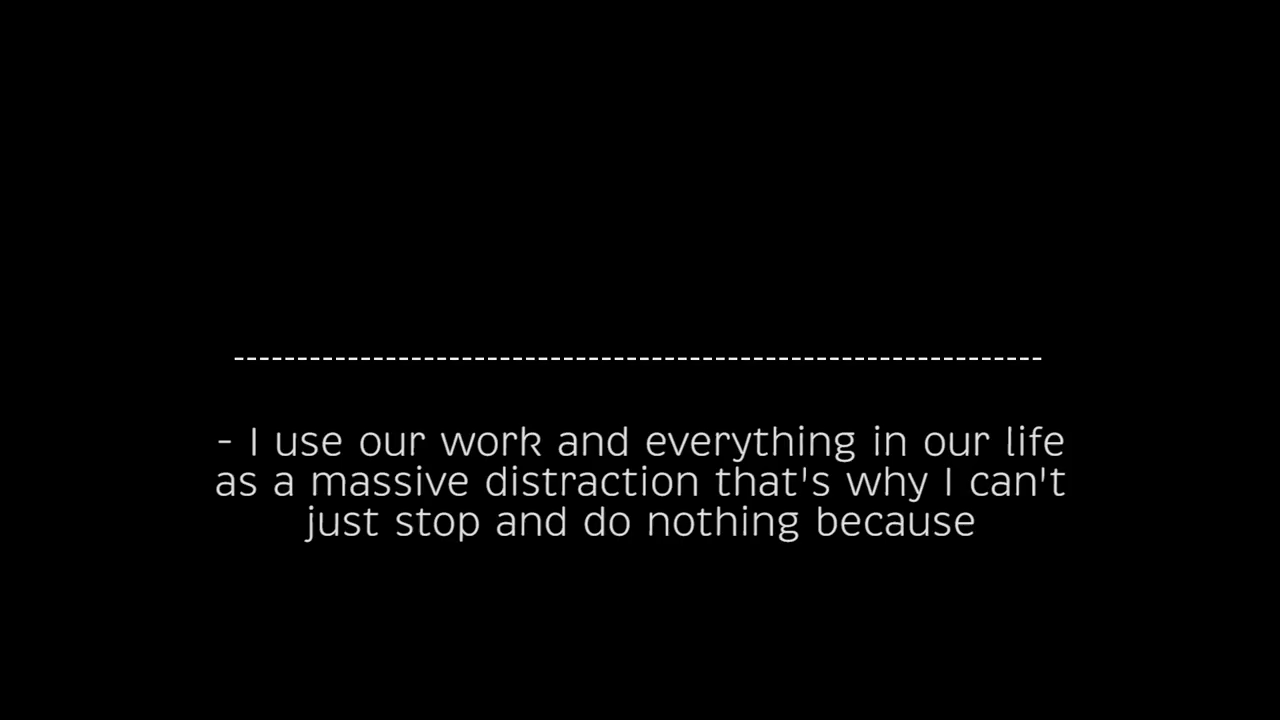 ----------------------------------------------------------------
- I use our work and everything in our life
as a massive distraction that's why I can't
just stop and do nothing because